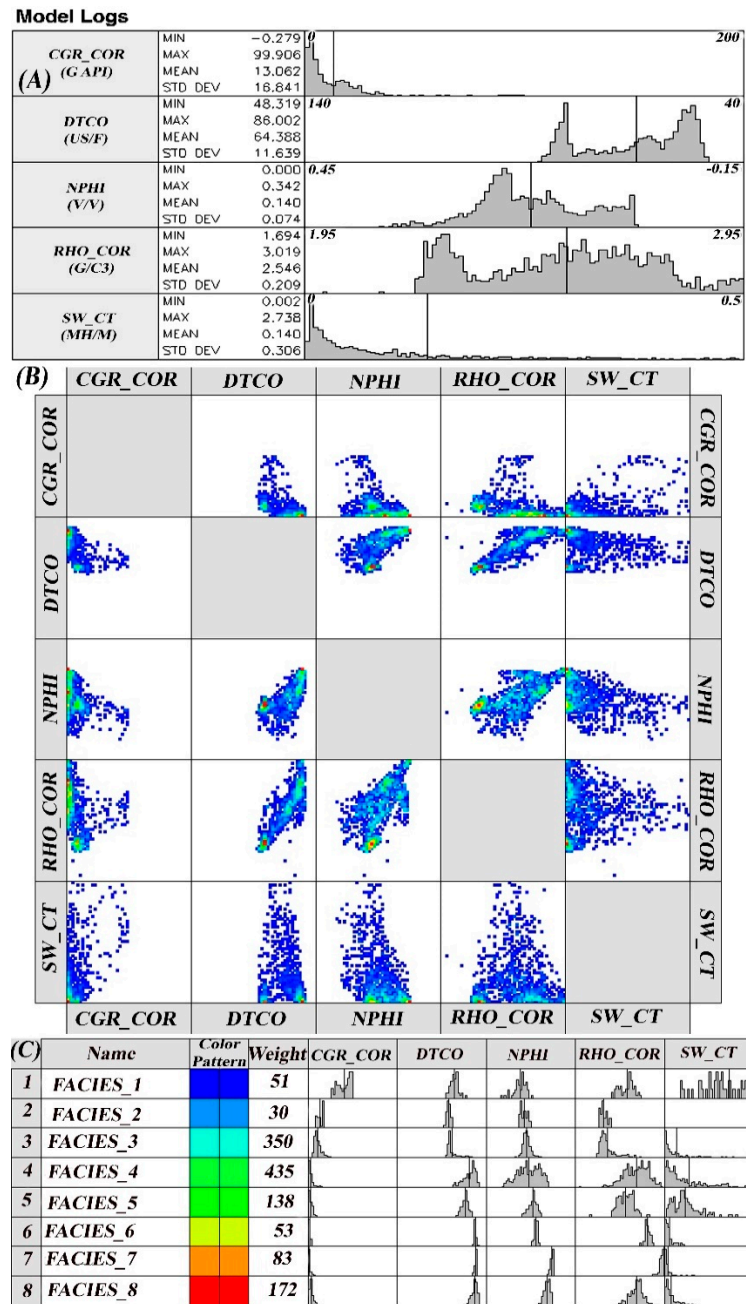 Model Logs
(A)
CGR_COR
(G API)
MIN -0.279
MAX 99.906
MEAN 13.062
STD DEV 16.841
0 200
DTCO
(US/F)
MIN 48.319
MAX 86.002
MEAN 64.388
STD DEV 11.639
140 40
NPHI
(V/V)
MIN 0.000
MAX 0.342
MEAN 0.140
STD DEV 0.074
0.45 -0.15
RHO_COR
(G/C3)
MIN 1.694
MAX 3.019
MEAN 2.546
STD DEV 0.209
1.95 2.95
SW_CT
(MH/M)
MIN 0.002
MAX 2.738
MEAN 0.140
STD DEV 0.306
0 0.5
(B) CGR_COR DTCO NPHI RHO_COR SW_CT
CGR_COR CGR_COR
DTCO DTCO
NPHI NPHI
RHO_COR RHO_COR
SW_CT SW_CT
CGR_COR DTCO NPHI RHO_COR SW_CT
(C) Name Color Pattern Weight CGR_COR DTCO NPHI RHO_COR SW_CT
1 FACIES_1 51
2 FACIES_2 30
3 FACIES_3 350
4 FACIES_4 435
5 FACIES_5 138
6 FACIES_6 53
7 FACIES_7 83
8 FACIES_8 172